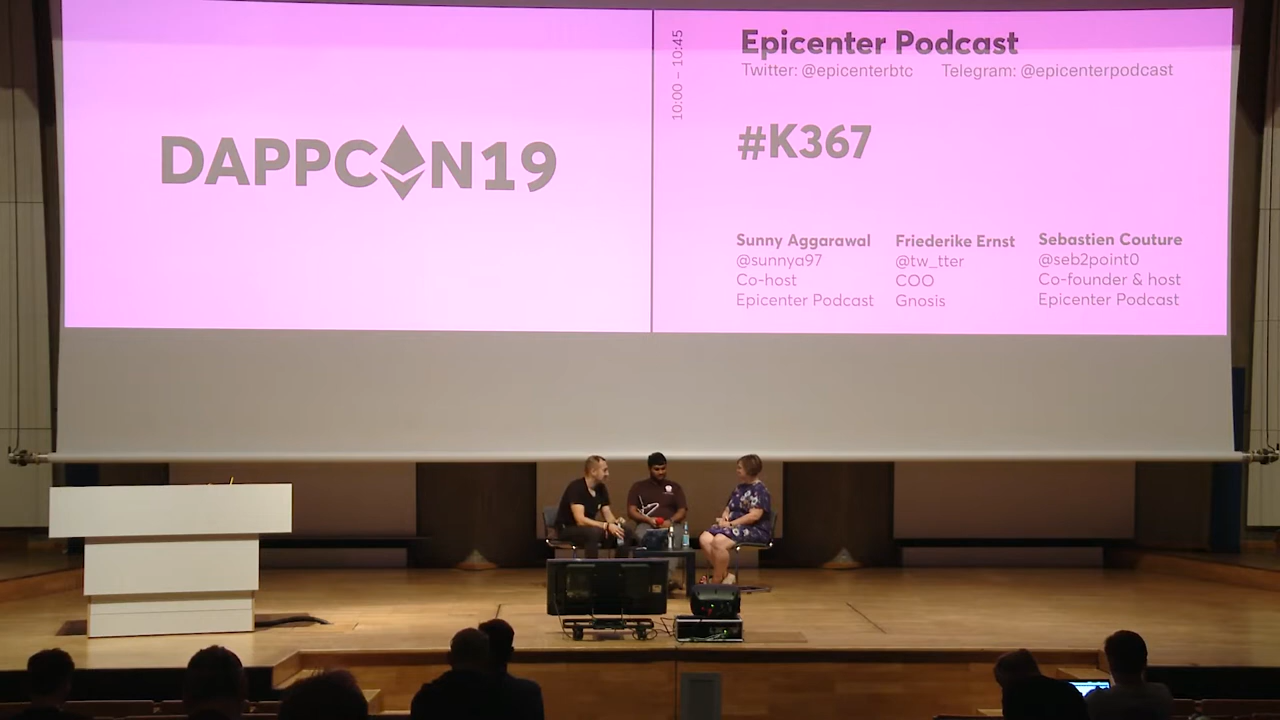 DAPPCON19
10:00 – 10:45
Epicenter Podcast
Twitter: @epicenterbtc Telegram: @epicenterpodcast
#K367
Sunny Aggarawal
@sunnya97
Co-host
Epicenter Podcast
Friederike Ernst
@tw_tter
COO
Gnosis
Sebastien Couture
@seb2point0
Co-founder & host
Epicenter Podcast